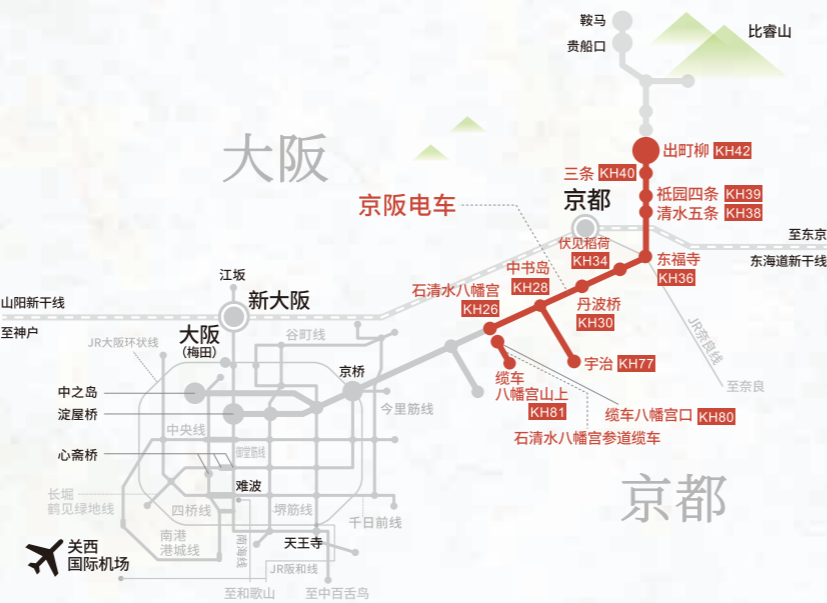 鞍马
贵船口
比睿山
大阪
出町柳 KH42
三条 KH40
祗园四条 KH39
京阪电车
京都
清水五条 KH38
至东京
伏见稻荷
KH34
东海道新干线
东福寺
KH36
中书岛
KH28
江坂
石清水八幡宫
KH26
新大阪
山阳新干线
丹波桥
KH30
至神户
JR大阪环状线
大阪
(梅田)
谷町线
JR奈良线
宇治 KH77
京桥
缆车
八幡宫山上
KH81
至奈良
中之岛
淀屋桥
今里筋线
缆车八幡宫口 KH80
中央线
石清水八幡宫参道缆车
心斋桥
御堂筋线
京都
难波
长堀
鹤见绿地线
四桥线
堺筋线
千日前线
南港
港城线
南海线
天王寺
关西
国际机场
JR阪和线
至和歌山
至中百舌鸟